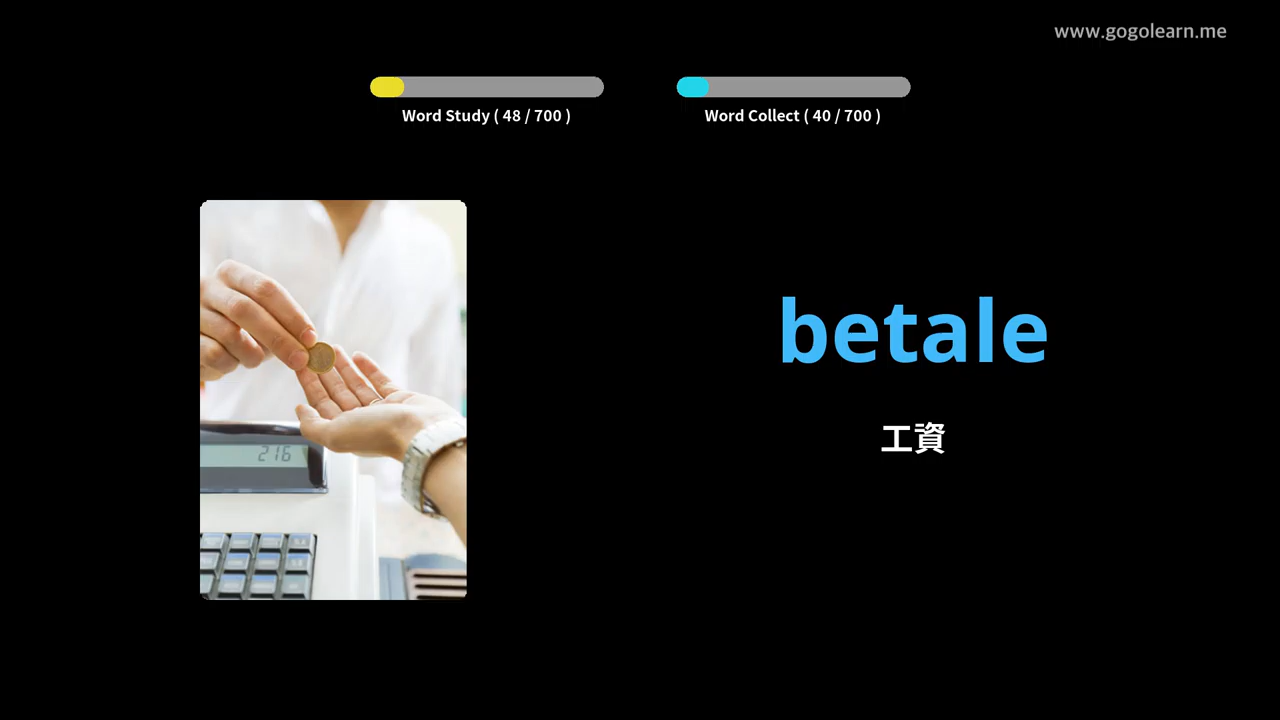 www.gogolearn.me
Word Study ( 48 / 700 )
Word Collect ( 40 / 700 )
216
betale
工資